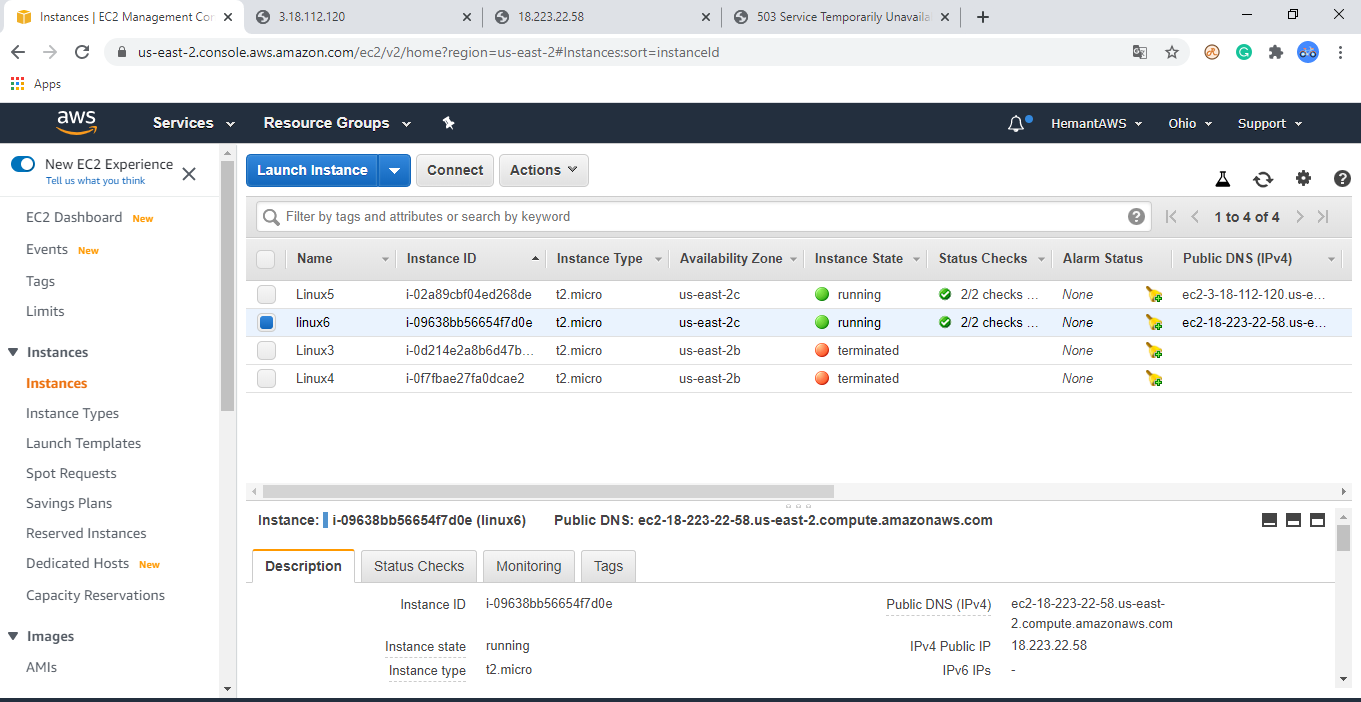 Instances | EC2 Management Con
3.18.112.120
18.223.22.58
503 Service Temporarily Unavaila
us-east-2.console.aws.amazon.com/ec2/v2/home?region=us-east-2#Instances:sort=instanceId
Apps
aws Services Resource Groups HemantAWS Ohio Support
New EC2 Experience
Tell us what you think
EC2 Dashboard New
Events New
Tags
Limits
Instances
Instances
Instance Types
Launch Templates
Spot Requests
Savings Plans
Reserved Instances
Dedicated Hosts New
Capacity Reservations
Images
AMIs
Launch Instance Connect Actions
Filter by tags and attributes or search by keyword
1 to 4 of 4
Name Instance ID Instance Type Availability Zone Instance State Status Checks Alarm Status Public DNS (IPv4)
Linux5 i-02a89cbf04ed268de t2.micro us-east-2c running 2/2 checks ... None ec2-3-18-112-120.us-e...
linux6 i-09638bb56654f7d0e t2.micro us-east-2c running 2/2 checks ... None ec2-18-223-22-58.us-e...
Linux3 i-0d214e2a8b6d47b... t2.micro us-east-2b terminated None
Linux4 i-0f7fbae27fa0dcae2 t2.micro us-east-2b terminated None
Instance: i-09638bb56654f7d0e (linux6) Public DNS: ec2-18-223-22-58.us-east-2.compute.amazonaws.com
Description Status Checks Monitoring Tags
Instance ID i-09638bb56654f7d0e
Instance state running
Instance type t2.micro
Public DNS (IPv4) ec2-18-223-22-58.us-east-
2.compute.amazonaws.com
IPv4 Public IP 18.223.22.58
IPv6 IPs -